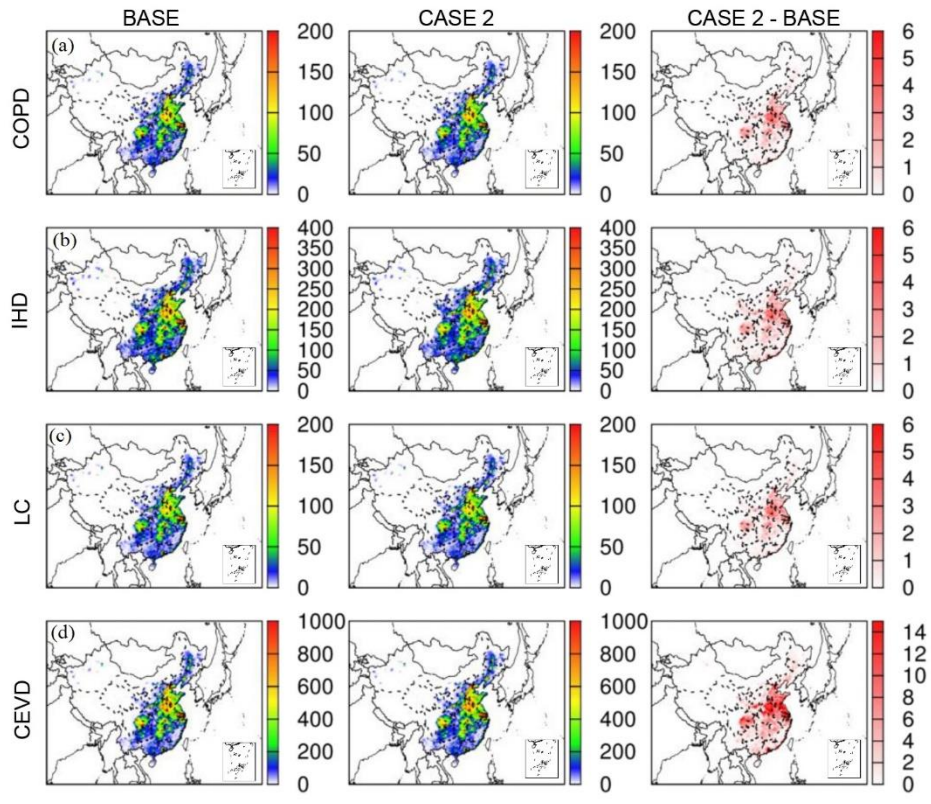 BASE CASE 2 CASE 2 - BASE
(a)
COPD
200 150 100 50 0
200 150 100 50 0
6 5 4 3 2 1 0
(b)
IHD
400 350 300 250 200 150 100 50 0
400 350 300 250 200 150 100 50 0
6 5 4 3 2 1 0
(c)
LC
200 150 100 50 0
200 150 100 50 0
6 5 4 3 2 1 0
(d)
CEVD
1000 800 600 400 200 0
1000 800 600 400 200 0
14 12 10 8 6 4 2 0